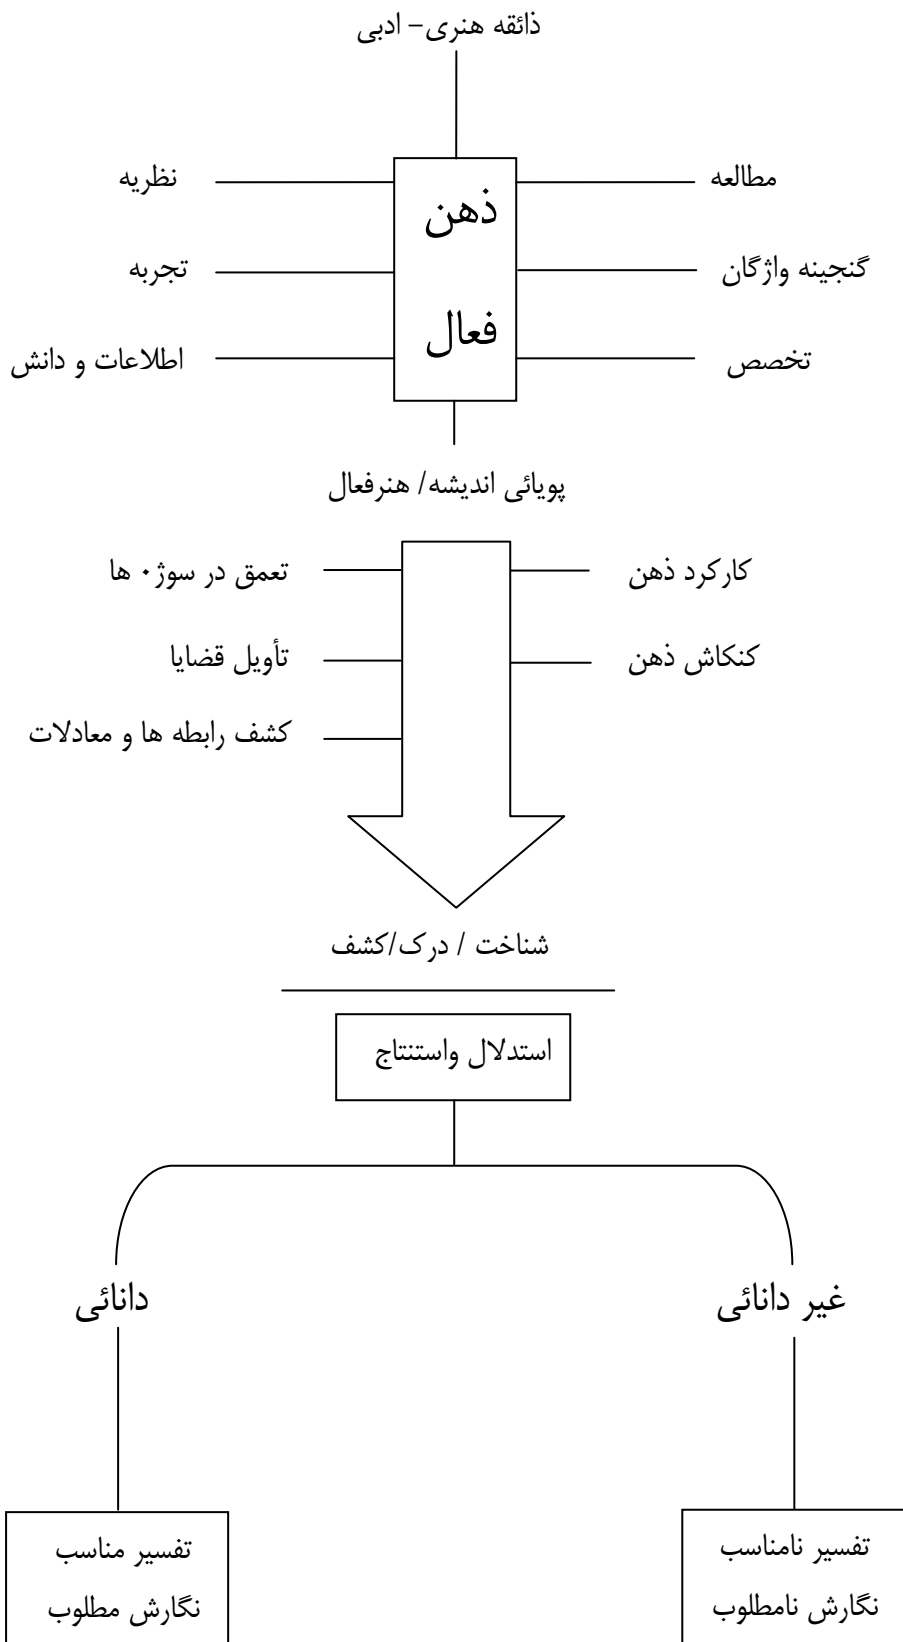 ذائقه هنری- ادبی
مطالعه
نظریه
ذهن
گنجینه واژگان
تجربه
فعال
تخصص
اطلاعات و دانش
پویائی اندیشه/ هنرفعال
کارکرد ذهن
تعمق در سوژ۰ ها
کنکاش ذهن
تأویل قضایا
کشف رابطه ها و معادلات
شناخت / درک/کشف
استدلال واستنتاج
غیر دانائی
دانائی
تفسیر نامناسب
نگارش نامطلوب
تفسیر مناسب
نگارش مطلوب